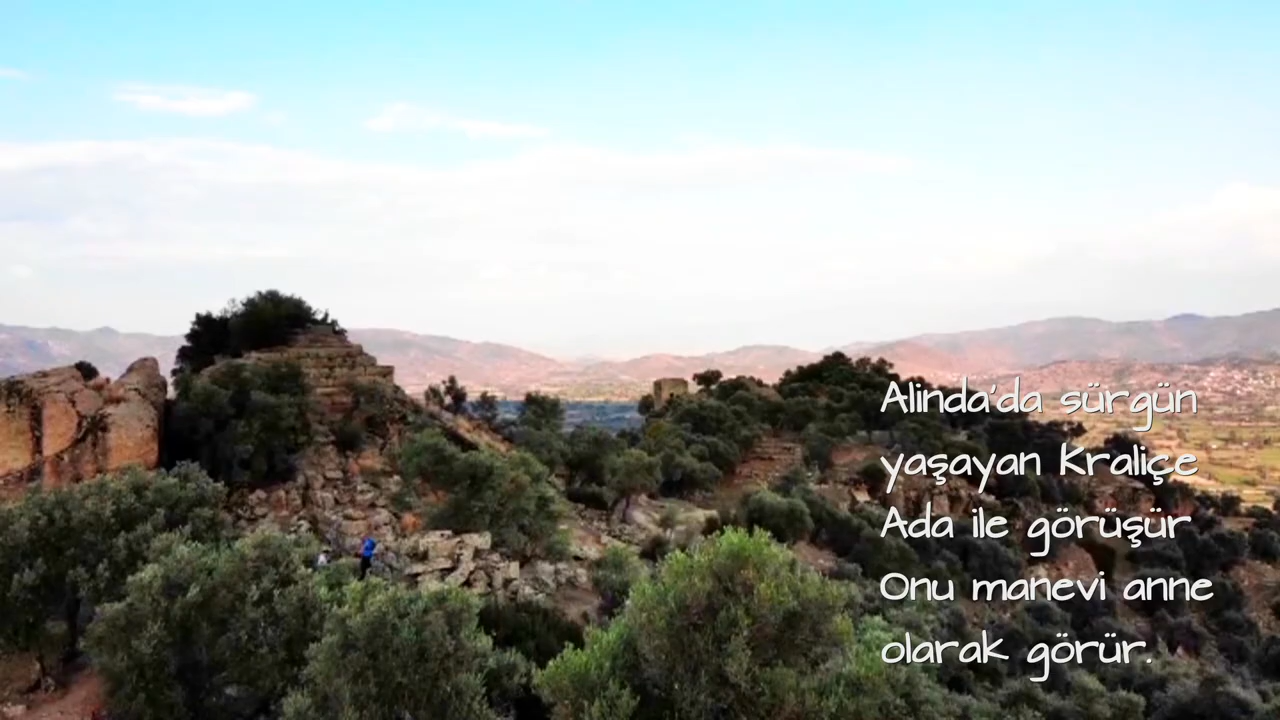 Alinda'da sürgün
yaşayan Kraliçe
Ada ile görüşür
Onu manevi anne
olarak görür.